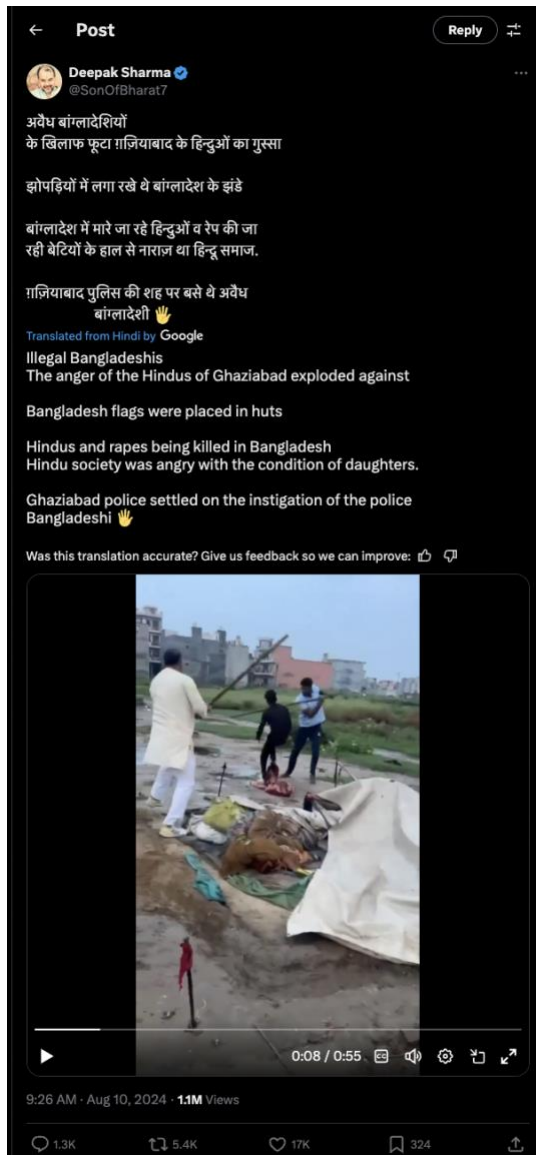 Post
Reply
Deepak Sharma
@SonOfBharat7
अवैध बांग्लादेशियों
के खिलाफ फूटा ग़ज़ियाबाद के हिन्दुओं का गुस्सा
झोपड़ियों में लगा रखे थे बांग्लादेश के झंडे
बांग्लादेश में मारे जा रहे हिन्दुओं व रेप की जा
रही बेटियों के हाल से नाराज़ था हिन्दू समाज.
ग़ज़ियाबाद पुलिस की शह पर बसे थे अवैध
बांग्लादेशी 🖐
Translated from Hindi by Google
Illegal Bangladeshis
The anger of the Hindus of Ghaziabad exploded against
Bangladesh flags were placed in huts
Hindus and rapes being killed in Bangladesh
Hindu society was angry with the condition of daughters.
Ghaziabad police settled on the instigation of the police
Bangladeshi 🖐
Was this translation accurate? Give us feedback so we can improve:
0:08 / 0:55 CC
9:26 AM · Aug 10, 2024 · 1.1M Views
1.3K 5.4K 17K 324